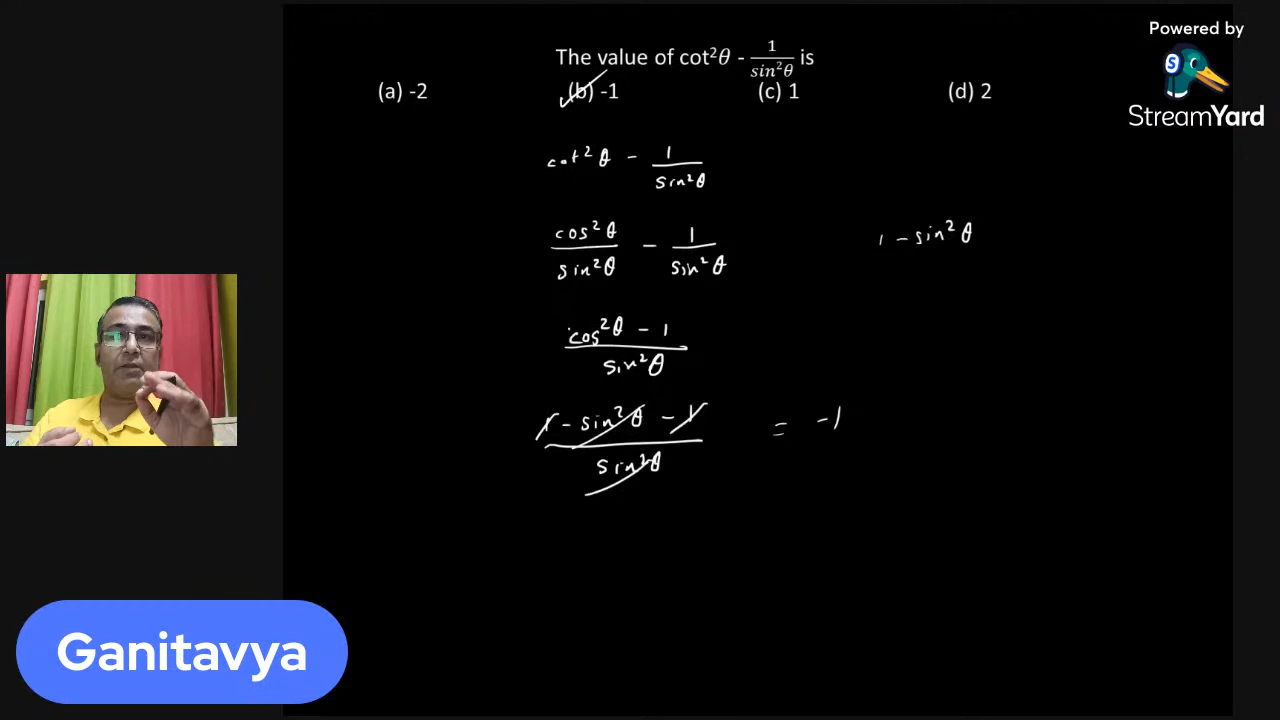 Powered by
StreamYard
The value of cot²θ - 1/sin²θ is
(a) -2 (b) -1 (c) 1 (d) 2
cot²θ - 1/sin²θ
cos²θ/sin²θ - 1/sin²θ
1 - sin²θ
cos²θ - 1/sin²θ
1 - sin²θ - 1/sin²θ = -1
Ganitavya